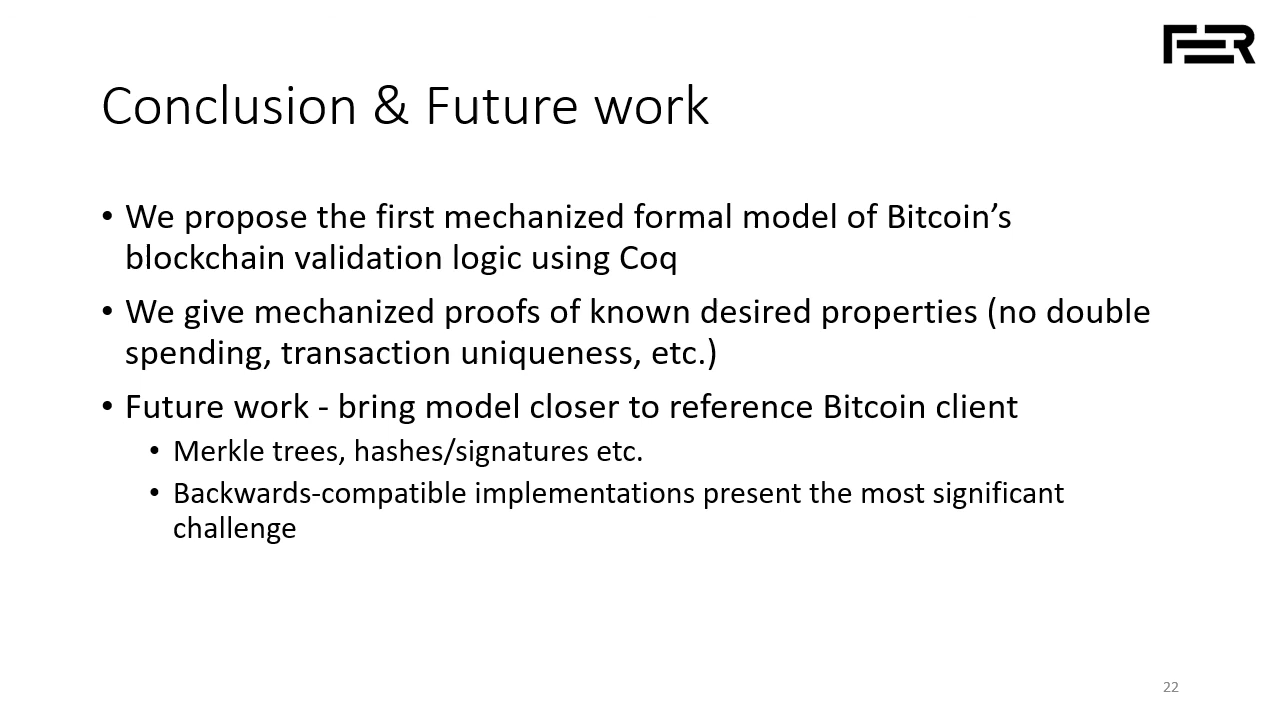 FER
Conclusion & Future work
• We propose the first mechanized formal model of Bitcoin’s
blockchain validation logic using Coq
• We give mechanized proofs of known desired properties (no double
spending, transaction uniqueness, etc.)
• Future work - bring model closer to reference Bitcoin client
• Merkle trees, hashes/signatures etc.
• Backwards-compatible implementations present the most significant
challenge
22